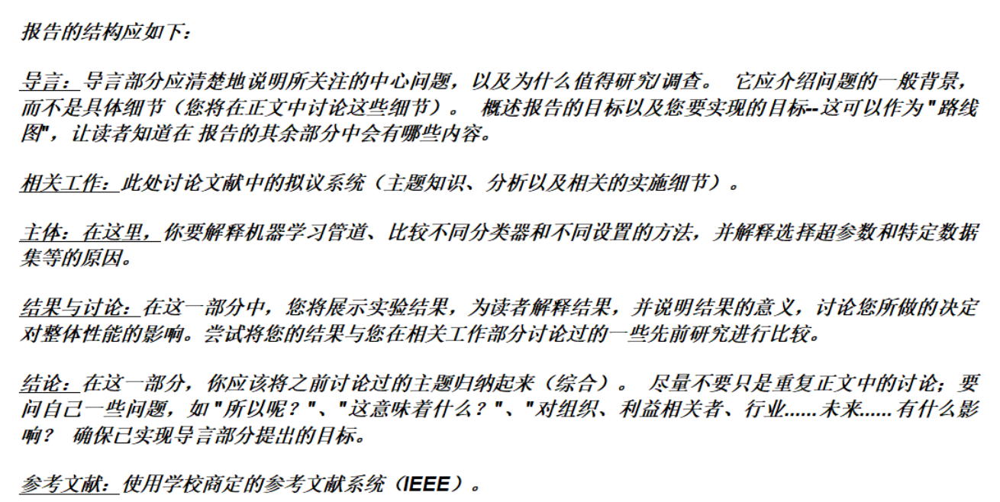 报告的结构应如下：
导言：导言部分应清楚地说明所关注的中心问题，以及为什么值得研究/调查。 它应介绍问题的一般背景，
而不是具体细节（您将在正文中讨论这些细节）。 概述报告的目标以及您要实现的目标--这可以作为"路线
图"，让读者知道在 报告的其余部分中会有哪些内容。
相关工作：此处讨论文献中的拟议系统（主题知识、分析以及相关的实施细节）。
主体：在这里，你要解释机器学习管道、比较不同分类器和不同设置的方法，并解释选择超参数和特定数据
集等的原因。
结果与讨论：在这一部分中，您将展示实验结果，为读者解释结果，并说明结果的意义，讨论您所做的决定
对整体性能的影响。尝试将您的结果与您在相关工作部分讨论过的一些先前研究进行比较。
结论：在这一部分，你应该将之前讨论过的主题归纳起来（综合）。 尽量不要只是重复正文中的讨论；要
问自己一些问题，如"所以呢？"、"这意味着什么？"、"对组织、利益相关者、行业......未来......有什么影
响？ 确保已实现导言部分提出的目标。
参考文献：使用学校商定的参考文献系统（IEEE）。